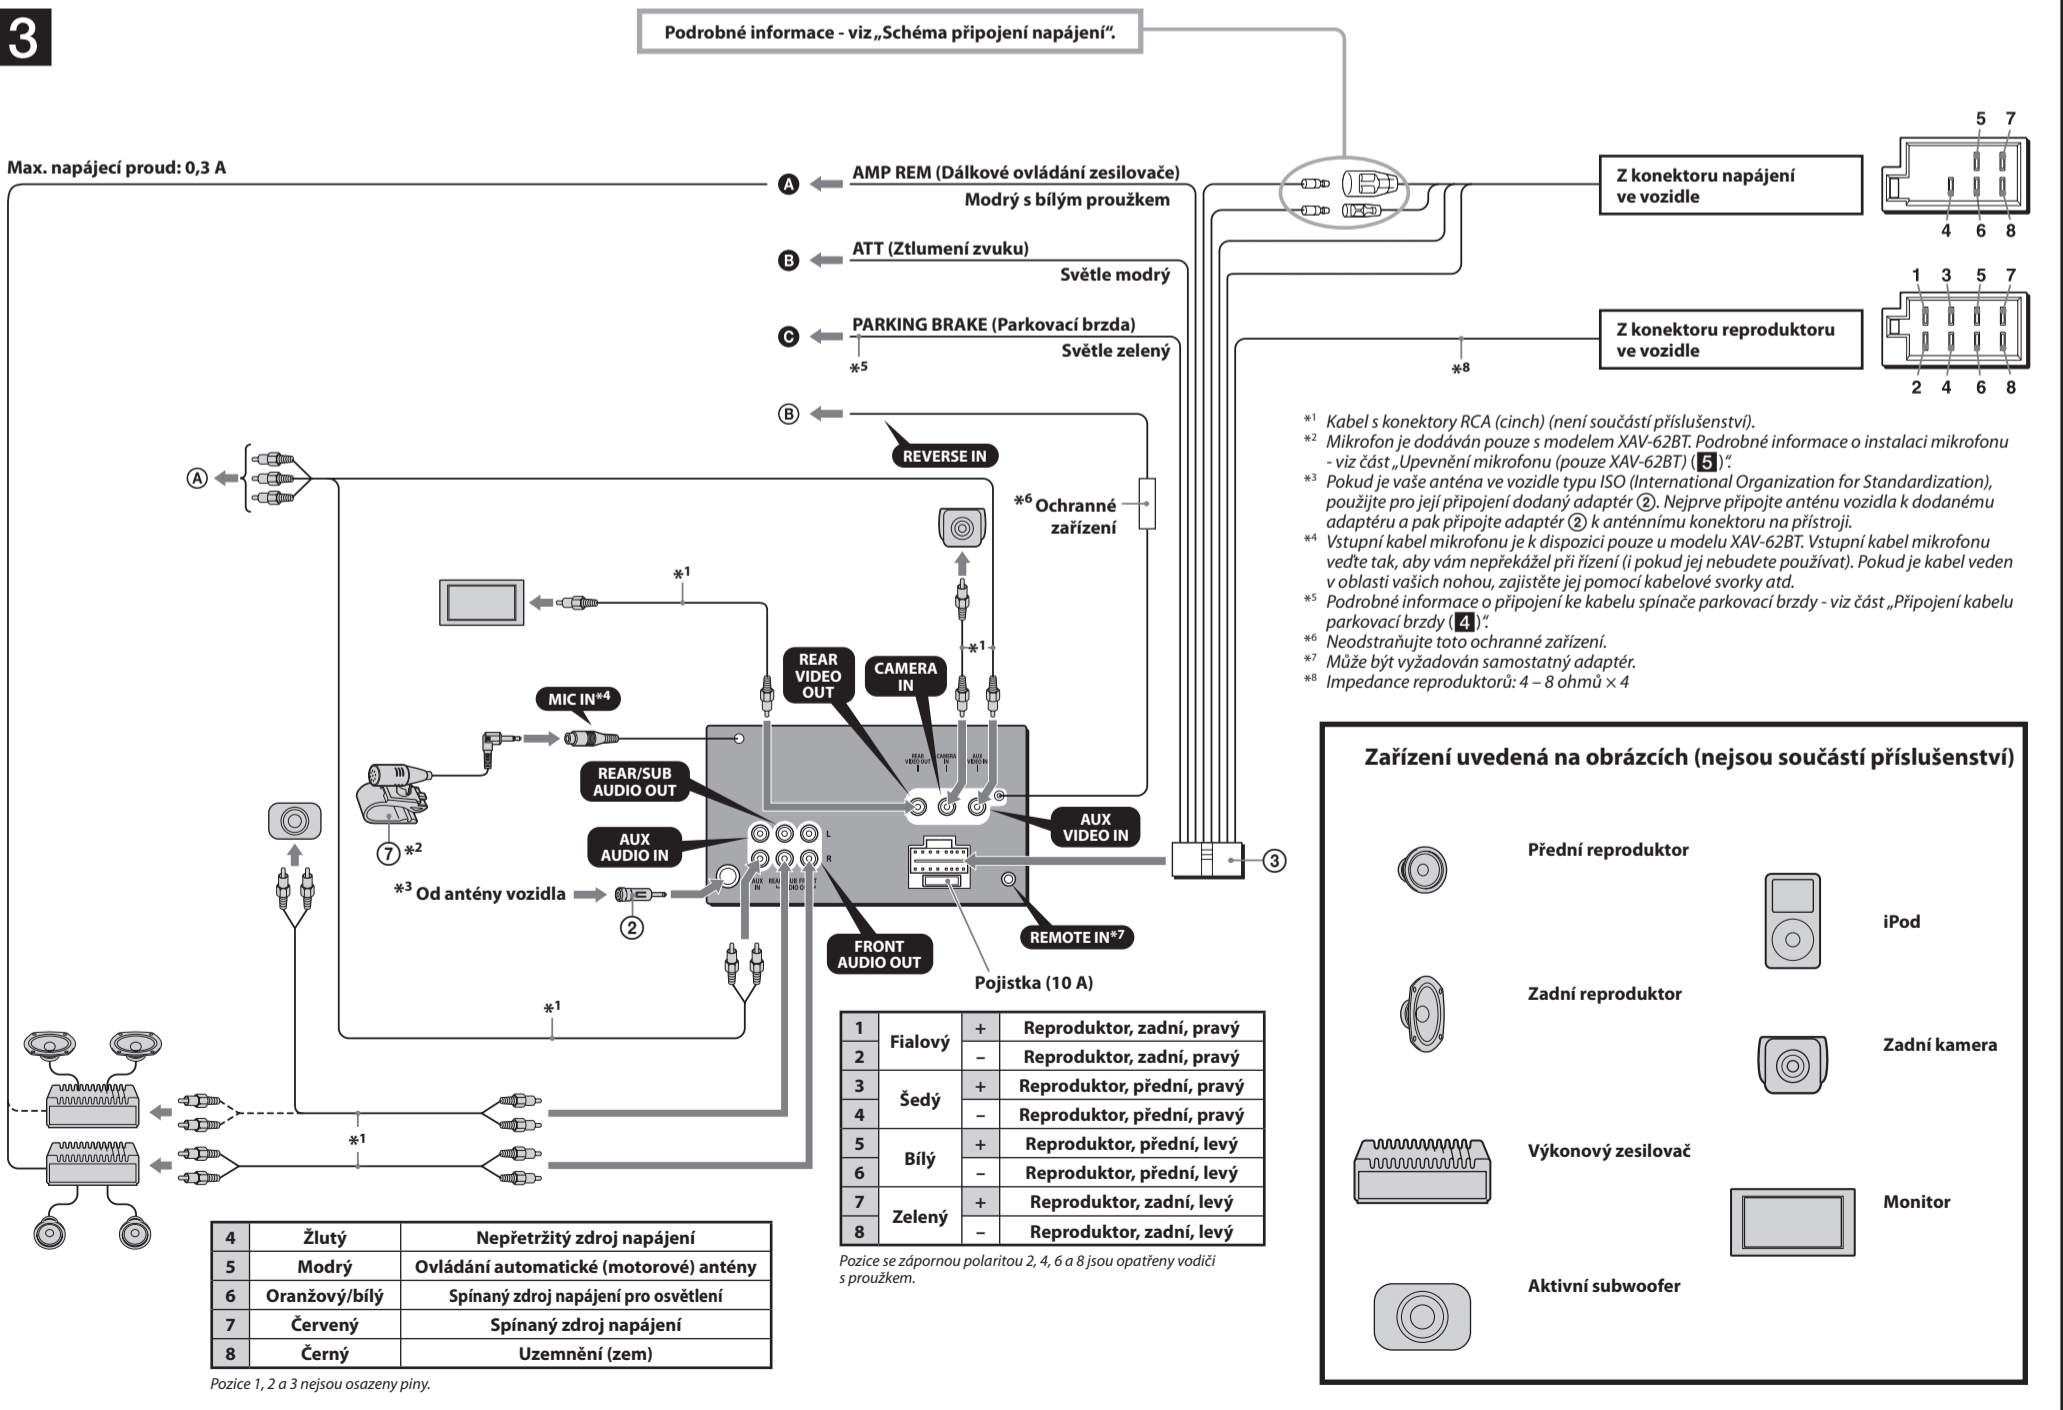 3
Podrobné informace - viz „Schéma připojení napájení“.
Max. napájecí proud: 0,3 A
A
AMP REM (Dálkové ovládání zesilovače)
Modrý s bílým proužkem
B
ATT (Ztlumení zvuku)
Světle modrý
C
PARKING BRAKE (Parkovací brzda)
Světle zelený
*5
B
REVERSE IN
*6 Ochranné
zařízení
Z konektoru napájení
ve vozidle
5 7
4 6 8
Z konektoru reproduktoru
ve vozidle
*8
1 3 5 7
2 4 6 8
*1 Kabel s konektory RCA (cinch) (není součástí příslušenství).
*2 Mikrofon je dodáván pouze s modelem XAV-62BT. Podrobné informace o instalaci mikrofonu
- viz část „Upevnění mikrofonu (pouze XAV-62BT) (5)“.
*3 Pokud je vaše anténa ve vozidle typu ISO (International Organization for Standardization),
použijte pro její připojení dodaný adaptér ②. Nejprve připojte anténu vozidla k dodanému
adaptéru a pak připojte adaptér ② k anténnímu konektoru na přístroji.
*4 Vstupní kabel mikrofonu je k dispozici pouze u modelu XAV-62BT. Vstupní kabel mikrofonu
veďte tak, aby vám nepřekážel při řízení (i pokud jej nebudete používat). Pokud je kabel veden
v oblasti vašich nohou, zajistěte jej pomocí kabelové svorky atd.
*5 Podrobné informace o připojení ke kabelu spínače parkovací brzdy - viz část „Připojení kabelu
parkovací brzdy (4)“.
*6 Neodstraňujte toto ochranné zařízení.
*7 Může být vyžadován samostatný adaptér.
*8 Impedance reproduktorů: 4 – 8 ohmů × 4
A
*1
*1
REAR
VIDEO
OUT
CAMERA
IN
MIC IN*4
REAR/SUB
AUDIO OUT
AUX
AUDIO IN
REAR
VIDEO OUT
CAMERA
IN
AUX
VIDEO IN
AUX
VIDEO IN
L
R
⑦ *2
*3 Od antény vozidla
②
③
FRONT
AUDIO OUT
REMOTE IN*7
Pojistka (10 A)
*1
*1
1 Fialový + Reproduktor, zadní, pravý
2 – Reproduktor, zadní, pravý
3 Šedý + Reproduktor, přední, pravý
4 – Reproduktor, přední, pravý
5 Bílý + Reproduktor, přední, levý
6 – Reproduktor, přední, levý
7 Zelený + Reproduktor, zadní, levý
8 – Reproduktor, zadní, levý
Pozice se zápornou polaritou 2, 4, 6 a 8 jsou opatřeny vodiči
s proužkem.
4 Žlutý Nepřetržitý zdroj napájení
5 Modrý Ovládání automatické (motorové) antény
6 Oranžový/bílý Spínaný zdroj napájení pro osvětlení
7 Červený Spínaný zdroj napájení
8 Černý Uzemnění (zem)
Pozice 1, 2 a 3 nejsou osazeny piny.
Zařízení uvedená na obrázcích (nejsou součástí příslušenství)
Přední reproduktor
iPod
Zadní reproduktor
Zadní kamera
Výkonový zesilovač
Monitor
Aktivní subwoofer